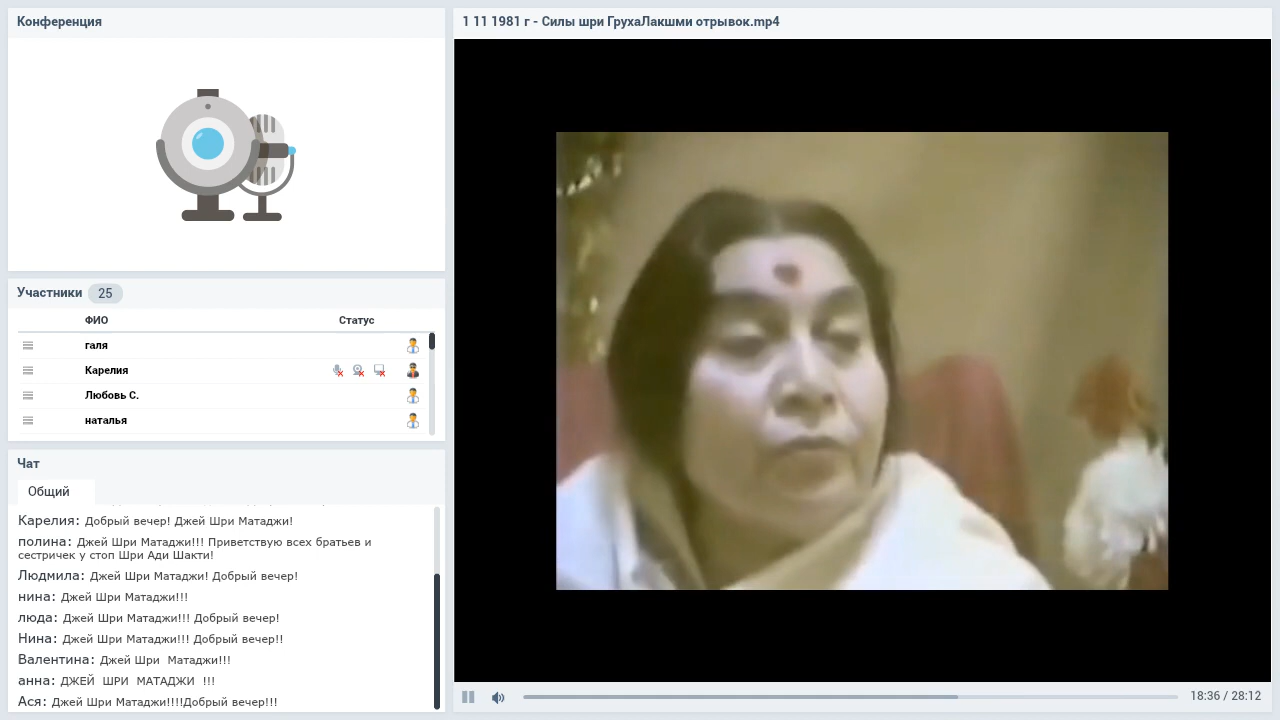 Конференция
1 11 1981 г - Силы шри ГрухаЛакшми отрывок.mp4
Участники 25
ФИО Статус
галя
Карелия
Любовь С.
наталья
Чат
Общий
Карелия: Добрый вечер! Джей Шри Матаджи!
полина: Джей Шри Матаджи!!! Приветствую всех братьев и
сестричек у стоп Шри Ади Шакти!
Людмила: Джей Шри Матаджи! Добрый вечер!
нина: Джей Шри Матаджи!!!
люда: Джей Шри Матаджи!!! Добрый вечер!
Нина: Джей Шри Матаджи!!! Добрый вечер!!
Валентина: Джей Шри  Матаджи!!!
анна: ДЖЕЙ  ШРИ  МАТАДЖИ  !!!
Ася: Джей Шри Матаджи!!!!Добрый вечер!!!
18:36 / 28:12